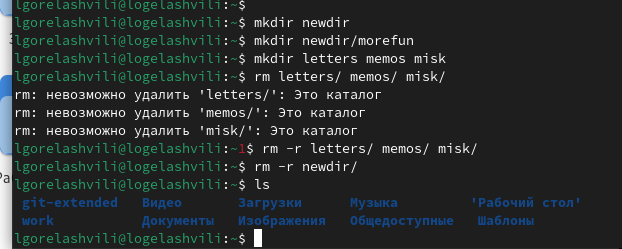 lgorelashvili@logelashvili:~$
lgorelashvili@logelashvili:~$ mkdir newdir
lgorelashvili@logelashvili:~$ mkdir newdir/morefun
lgorelashvili@logelashvili:~$ mkdir letters memos misk
lgorelashvili@logelashvili:~$ rm letters/ memos/ misk/
rm: невозможно удалить 'letters/': Это каталог
rm: невозможно удалить 'memos/': Это каталог
rm: невозможно удалить 'misk/': Это каталог
lgorelashvili@logelashvili:~1$ rm -r letters/ memos/ misk/
lgorelashvili@logelashvili:~$ rm -r newdir/
lgorelashvili@logelashvili:~$ ls
git-extended Видео Загрузки Музыка 'Рабочий стол'
work Документы Изображения Общедоступные Шаблоны
lgorelashvili@logelashvili:~$